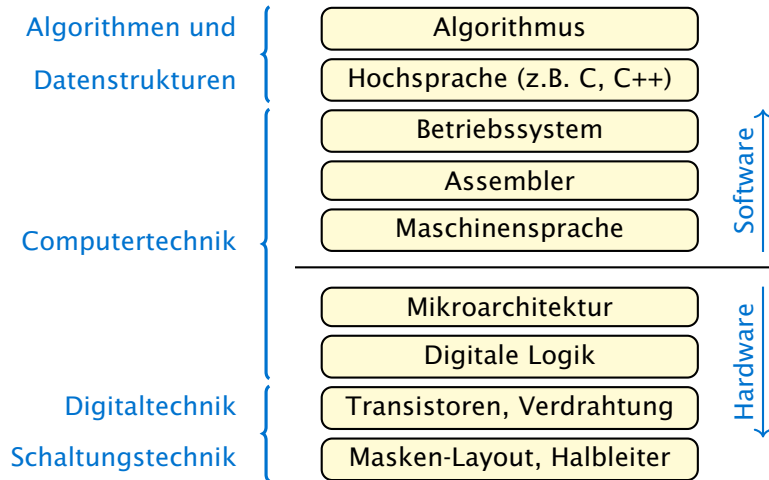 Algorithmen und
Algorithmus
Datenstrukturen
Hochsprache (z.B. C, C++)
Betriebssystem
Assembler
Software
Computertechnik
Maschinensprache
Mikroarchitektur
Digitale Logik
Hardware
Digitaltechnik
Transistoren, Verdrahtung
Schaltungstechnik
Masken-Layout, Halbleiter